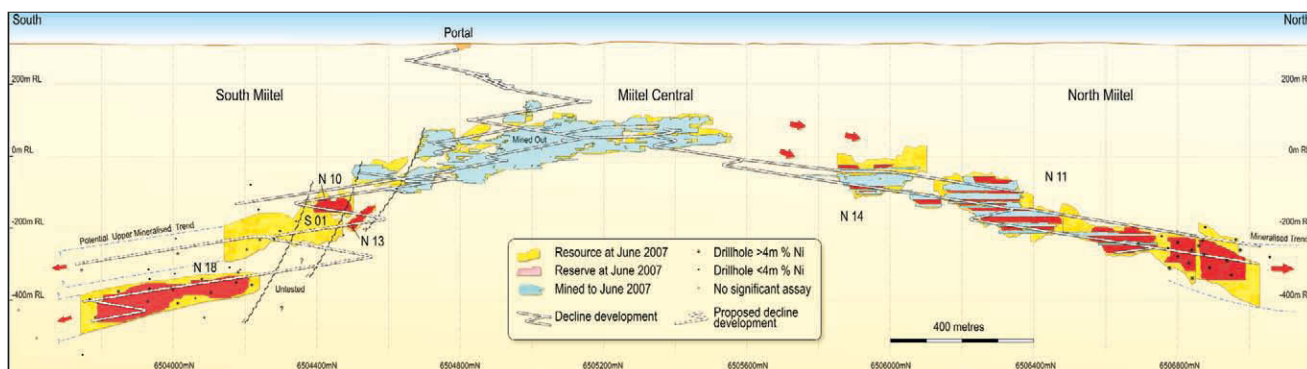 South
North
Portal
200m RL
200m RL
South Miitel
Miitel Central
North Miitel
Mined Out
0m RL
0m RL
N 10
N 11
S 01
N 14
-200m RL
-200m RL
Potential Upper Mineralised Trend
N 13
Mineralised Trend
N 18
?
Untested
?
?
-400m RL
-400m RL
Resource at June 2007
Drillhole >4m % Ni
Reserve at June 2007
Drillhole <4m % Ni
Mined to June 2007
No significant assay
Decline development
Proposed decline
development
400 metres
6504000mN
6504400mN
6504800mN
6505200mN
6505600mN
6506000mN
6506400mN
6506800mN